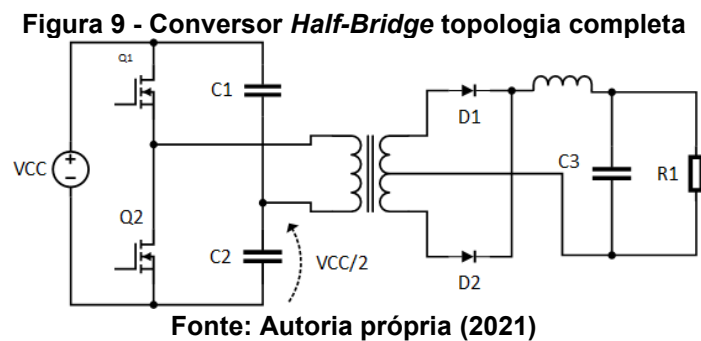 Figura 9 - Conversor Half-Bridge topologia completa
Q1
C1
D1
VCC
C3
R1
Q2
C2
VCC/2
D2
Fonte: Autoria própria (2021)